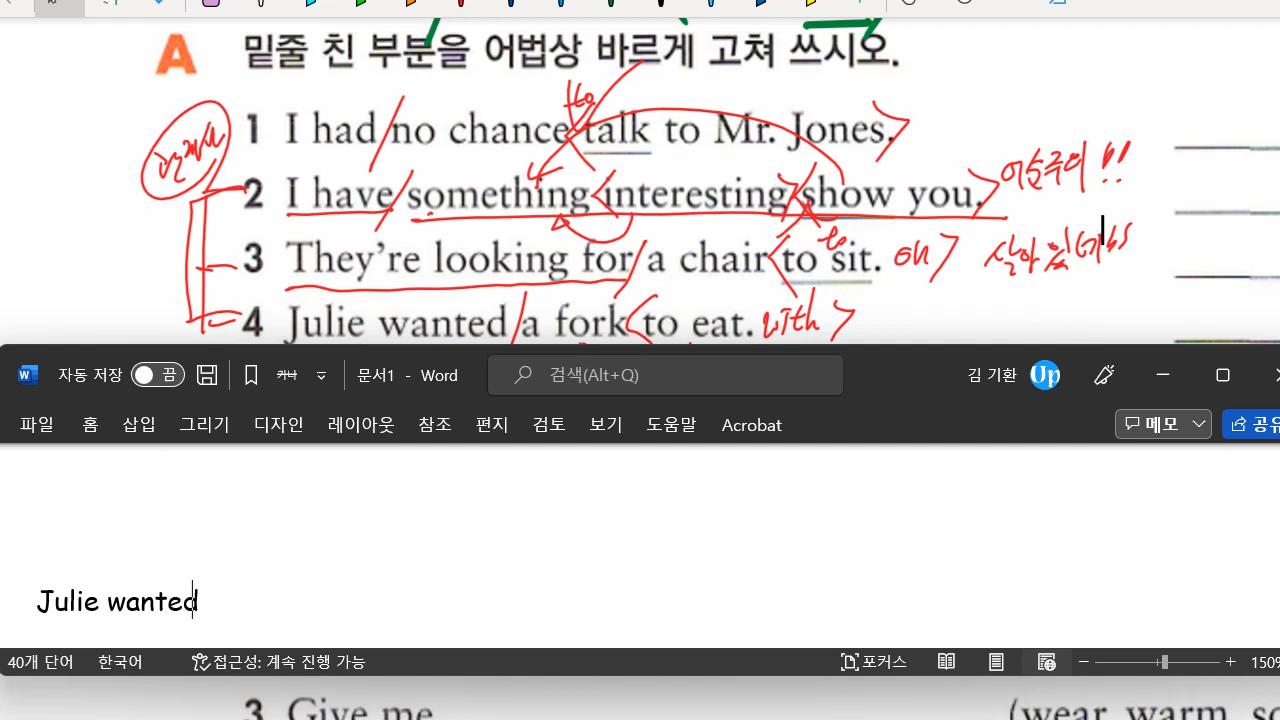 A 밑줄 친 부분을 어법상 바르게 고쳐 쓰시오.
to
1 I had no chance talk to Mr. Jones.
2 I have something interesting show you. 어순주의!!
to
3 They're looking for a chair to sit. on
4 Julie wanted a fork to eat. with
자동 저장 끔 문서1 - Word 검색(Alt+Q) 김 기환 Up
파일 홈 삽입 그리기 디자인 레이아웃 참조 편지 검토 보기 도움말 Acrobat 메모 공유
Julie wanted
40개 단어 한국어 접근성: 계속 진행 가능 포커스 150%
3 Give me (wear, warm, so